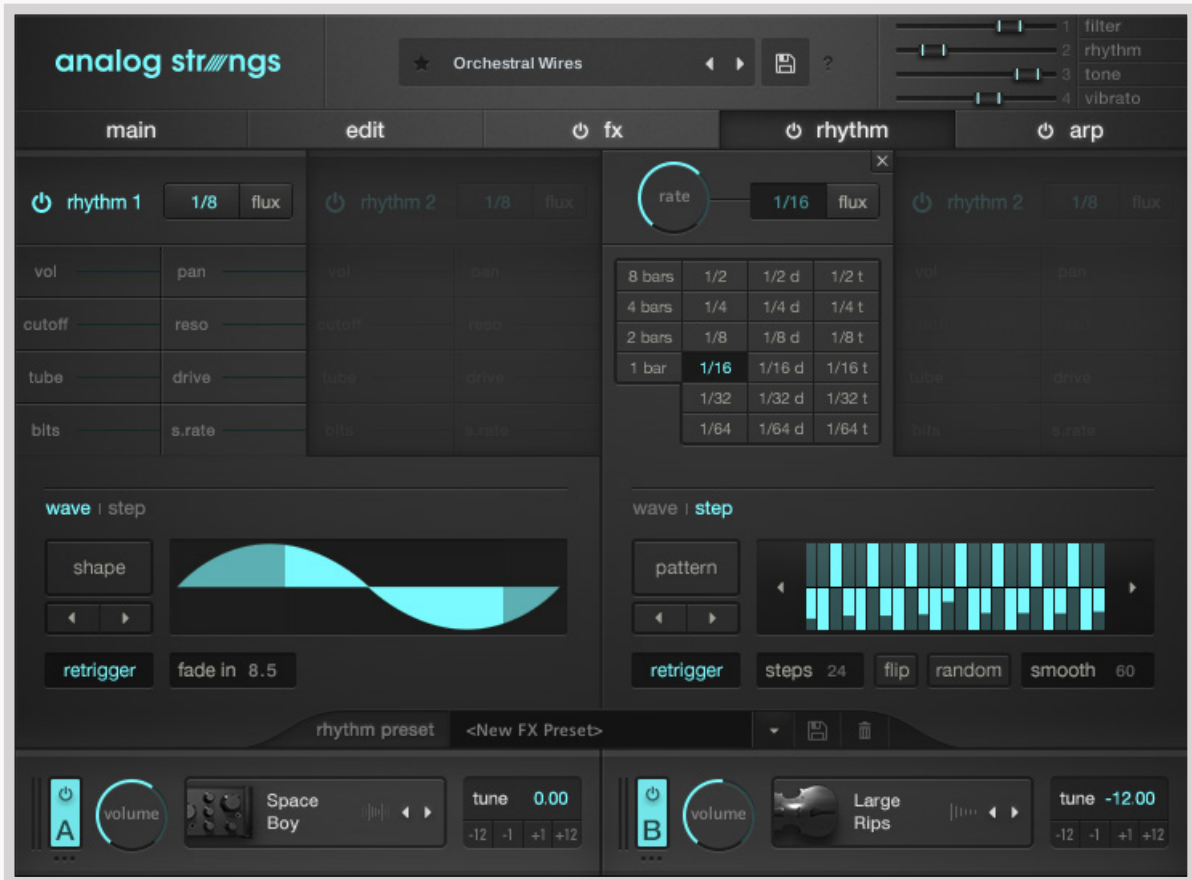 analog strings
Orchestral Wires
?
1 filter
2 rhythm
3 tone
4 vibrato
main
edit
fx
rhythm
arp
rhythm 1 1/8 flux
vol pan
cutoff reso
tube drive
bits s.rate
rhythm 2 1/8 flux
vol pan
cutoff reso
tube drive
bits s.rate
rate 1/16 flux
8 bars 1/2 1/2 d 1/2 t
4 bars 1/4 1/4 d 1/4 t
2 bars 1/8 1/8 d 1/8 t
1 bar 1/16 1/16 d 1/16 t
1/32 1/32 d 1/32 t
1/64 1/64 d 1/64 t
rhythm 2 1/8 flux
vol pan
tube drive
bits s.rate
wave | step
shape
retrigger fade in 8.5
wave | step
pattern
retrigger steps 24 flip random smooth 60
rhythm preset <New FX Preset>
A
volume
Space
Boy
tune 0.00
-12 -1 +1 +12
B
volume
Large
Rips
tune -12.00
-12 -1 +1 +12